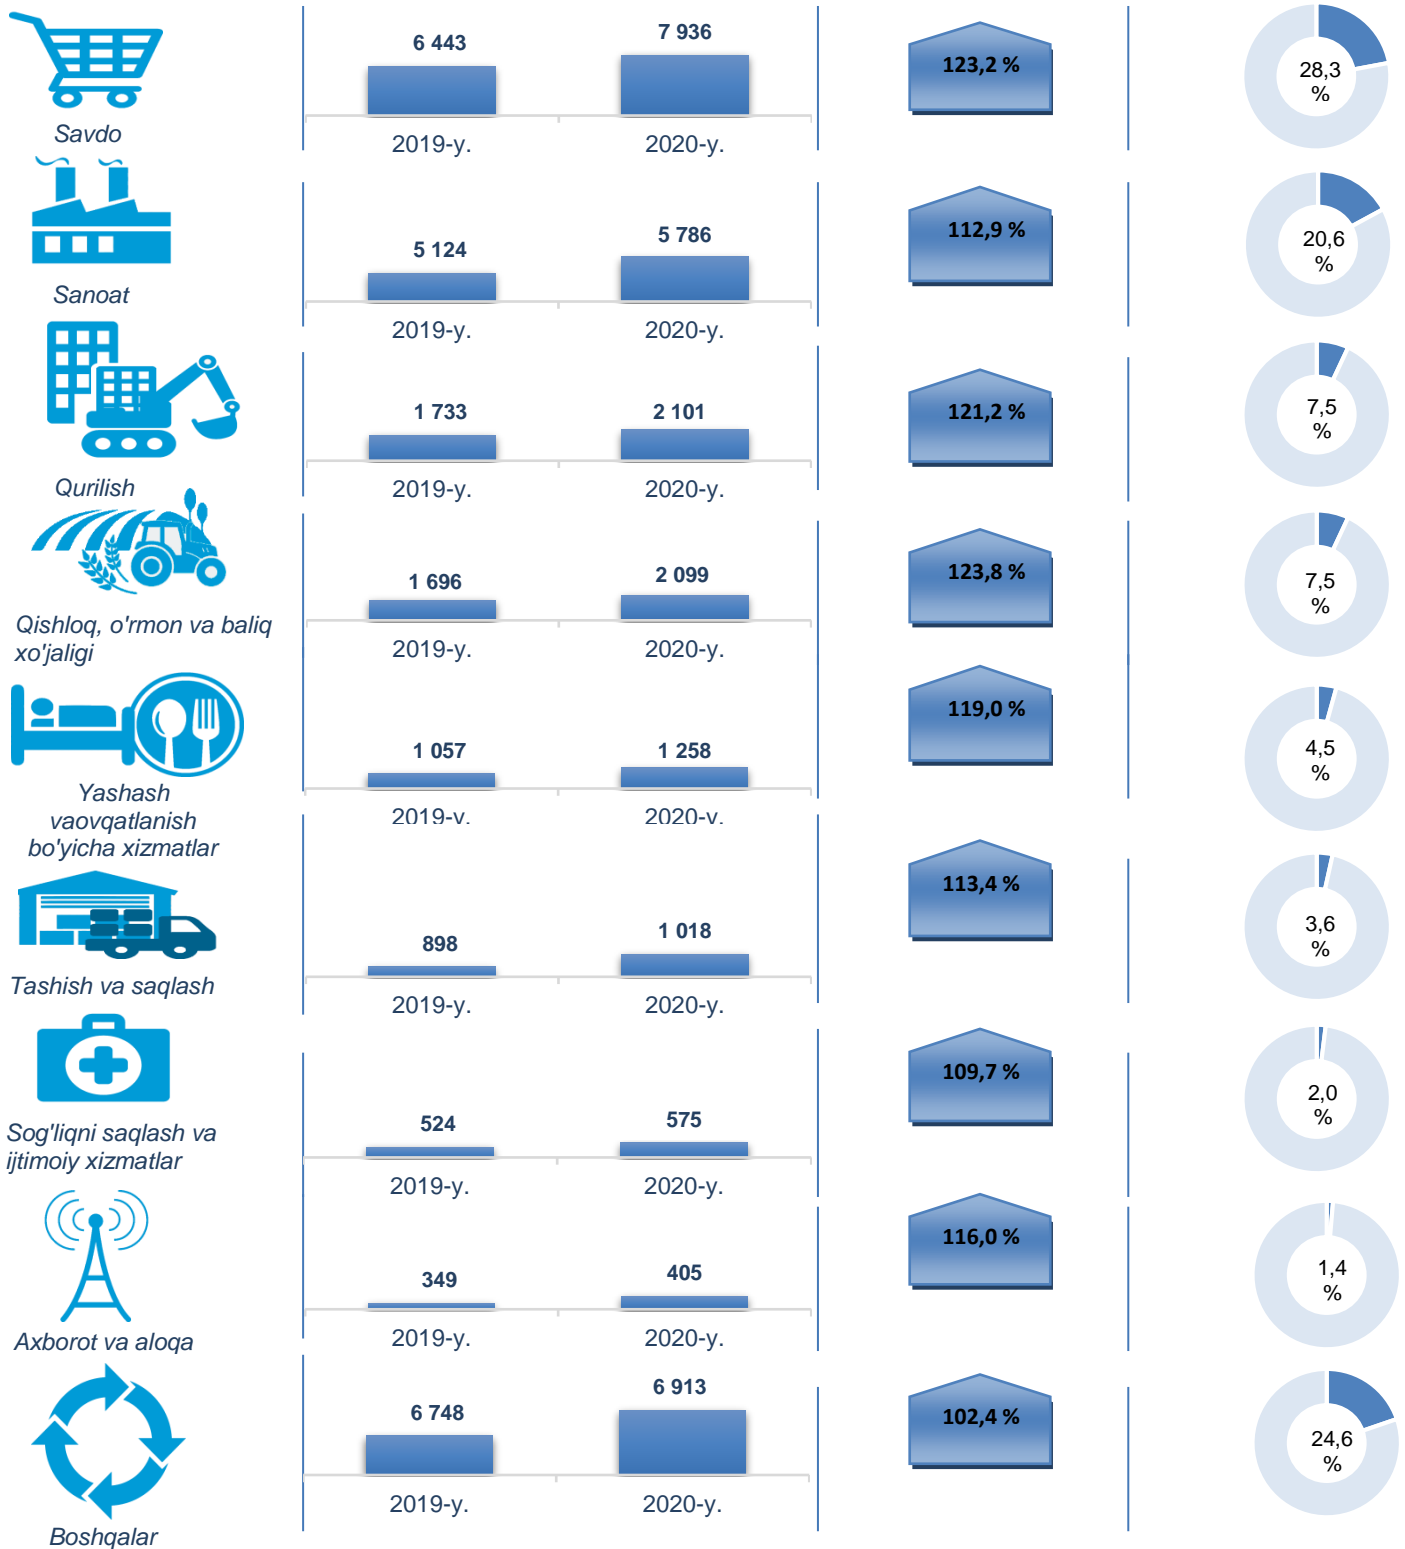 6 443
7 936
123,2 %
28,3
%
Savdo
2019-y.
2020-y.
5 124
5 786
112,9 %
20,6
%
Sanoat
2019-y.
2020-y.
1 733
2 101
121,2 %
7,5
%
Qurilish
2019-y.
2020-y.
1 696
2 099
123,8 %
7,5
%
Qishloq, o'rmon va baliq
xo'jaligi
2019-y.
2020-y.
1 057
1 258
119,0 %
4,5
%
Yashash
vaovqatlanish
bo'yicha xizmatlar
2019-y.
2020-y.
898
1 018
113,4 %
3,6
%
Tashish va saqlash
2019-y.
2020-y.
524
575
109,7 %
2,0
%
Sog'liqni saqlash va
ijtimoiy xizmatlar
2019-y.
2020-y.
349
405
116,0 %
1,4
%
Axborot va aloqa
2019-y.
2020-y.
6 748
6 913
102,4 %
24,6
%
2019-y.
2020-y.
Boshqalar